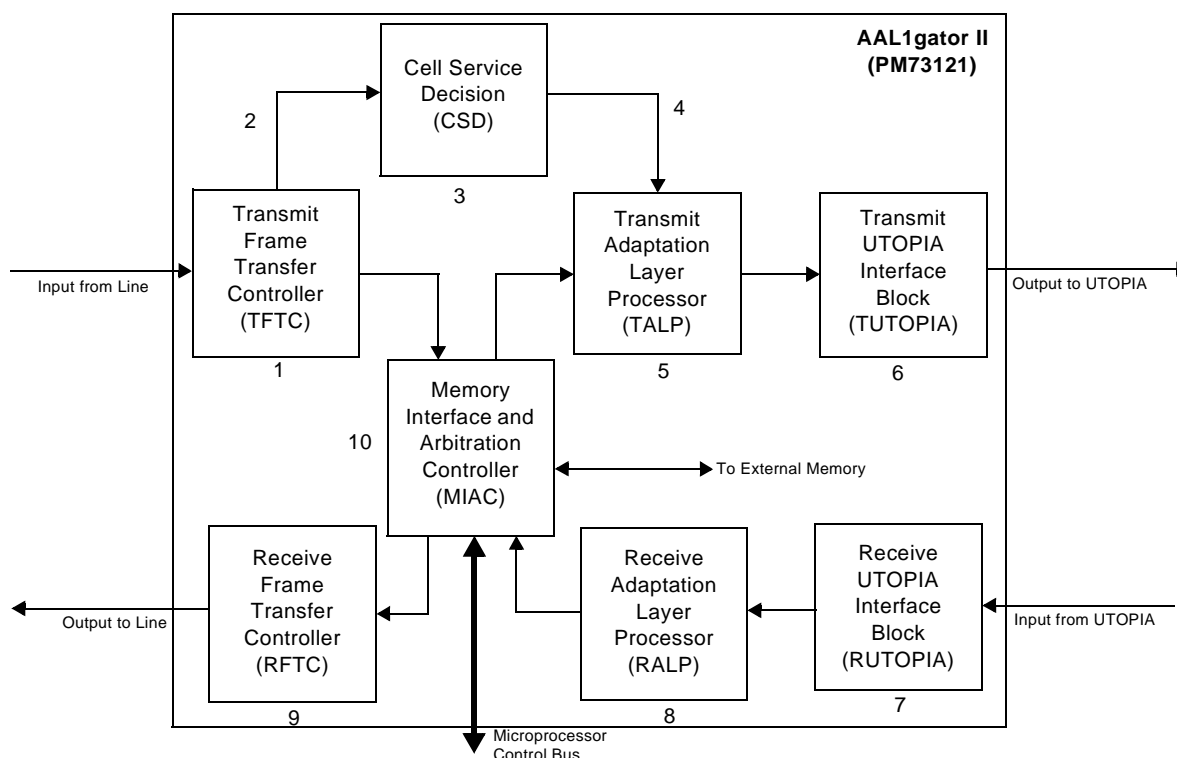 AAL1gator II
(PM73121)
Cell Service
Decision
(CSD)
2
4
3
Transmit
Frame
Transfer
Controller
(TFTC)
Transmit
Adaptation
Layer
Processor
(TALP)
Transmit
UTOPIA
Interface
Block
(TUTOPIA)
Input from Line
Output to UTOPIA
1
5
6
Memory
Interface and
Arbitration
Controller
(MIAC)
10
To External Memory
Receive
Frame
Transfer
Controller
(RFTC)
Receive
Adaptation
Layer
Processor
(RALP)
Receive
UTOPIA
Interface
Block
(RUTOPIA)
Output to Line
Input from UTOPIA
9
8
7
Microprocessor
Control Bus